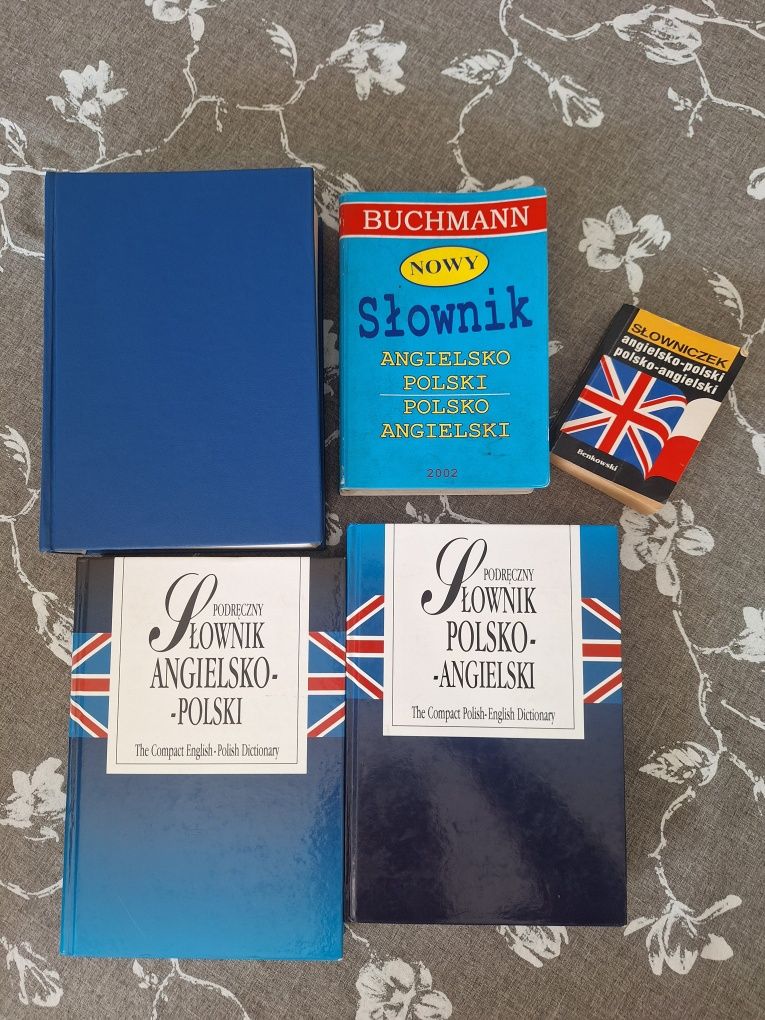 BUCHMANN
NOWY
Słownik
ANGIELSKO
POLSKI
POLSKO
ANGIELSKI
2002
SŁOWNICZEK
angielsko-polski
polsko-angielski
Benkowski
PODRĘCZNY
SŁOWNIK
ANGIELSKO-
-POLSKI
The Compact English-Polish Dictionary
PODRĘCZNY
SŁOWNIK
POLSKO-
-ANGIELSKI
The Compact Polish-English Dictionary